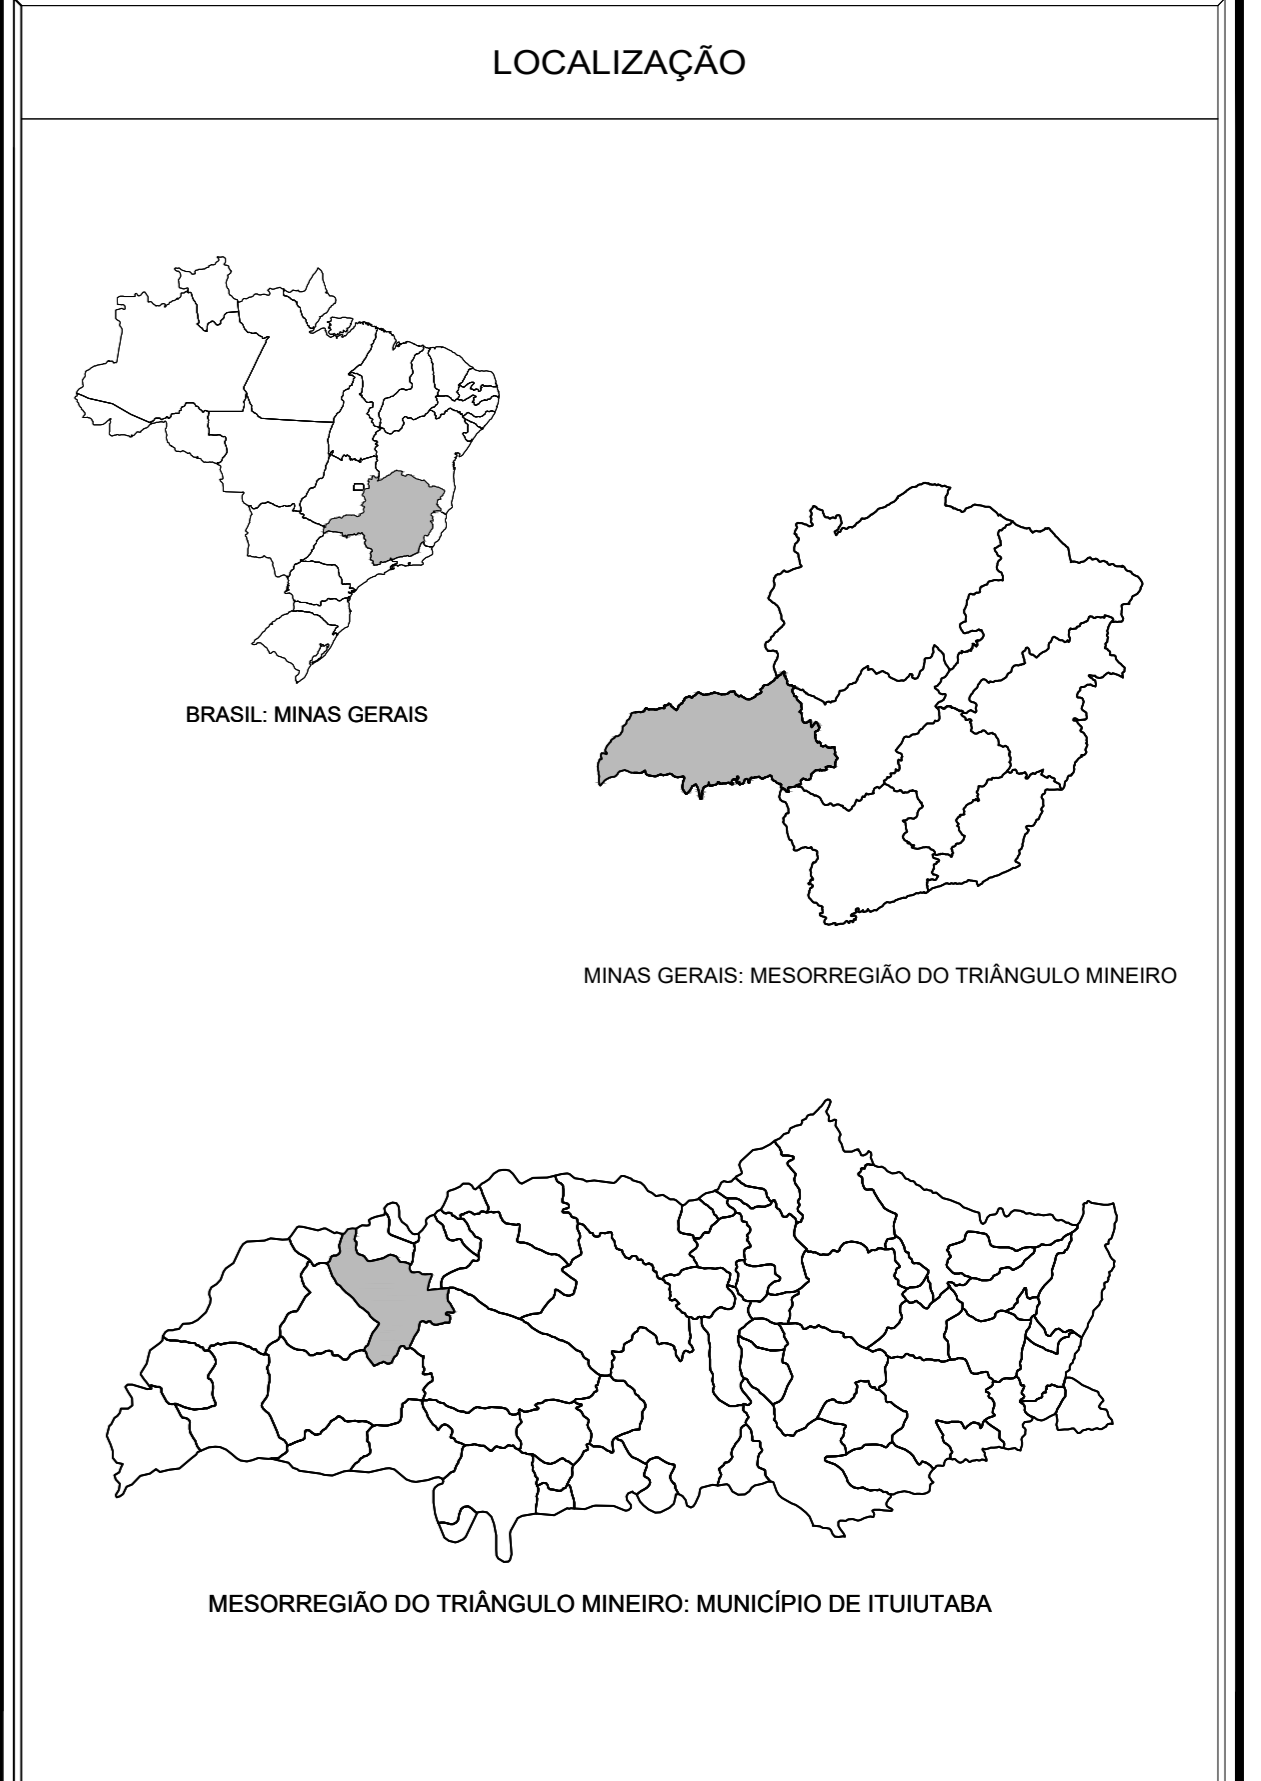 LOCALIZAÇÃO
BRASIL: MINAS GERAIS
MINAS GERAIS: MESORREGIÃO DO TRIÂNGULO MINEIRO
MESORREGIÃO DO TRIÂNGULO MINEIRO: MUNICÍPIO DE ITUIUTABA